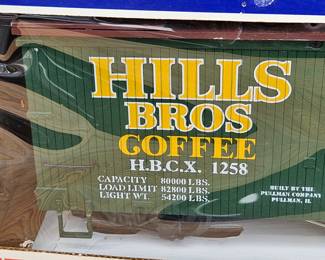 HILLS
BROS
COFFEE
H.B.C.X. 1258
CAPACITY 80000 LBS.
LOAD LIMIT 82800 LBS.
LIGHT WT. 54200 LBS.
BUILT BY THE
PULLMAN COMPANY
PULLMAN, IL